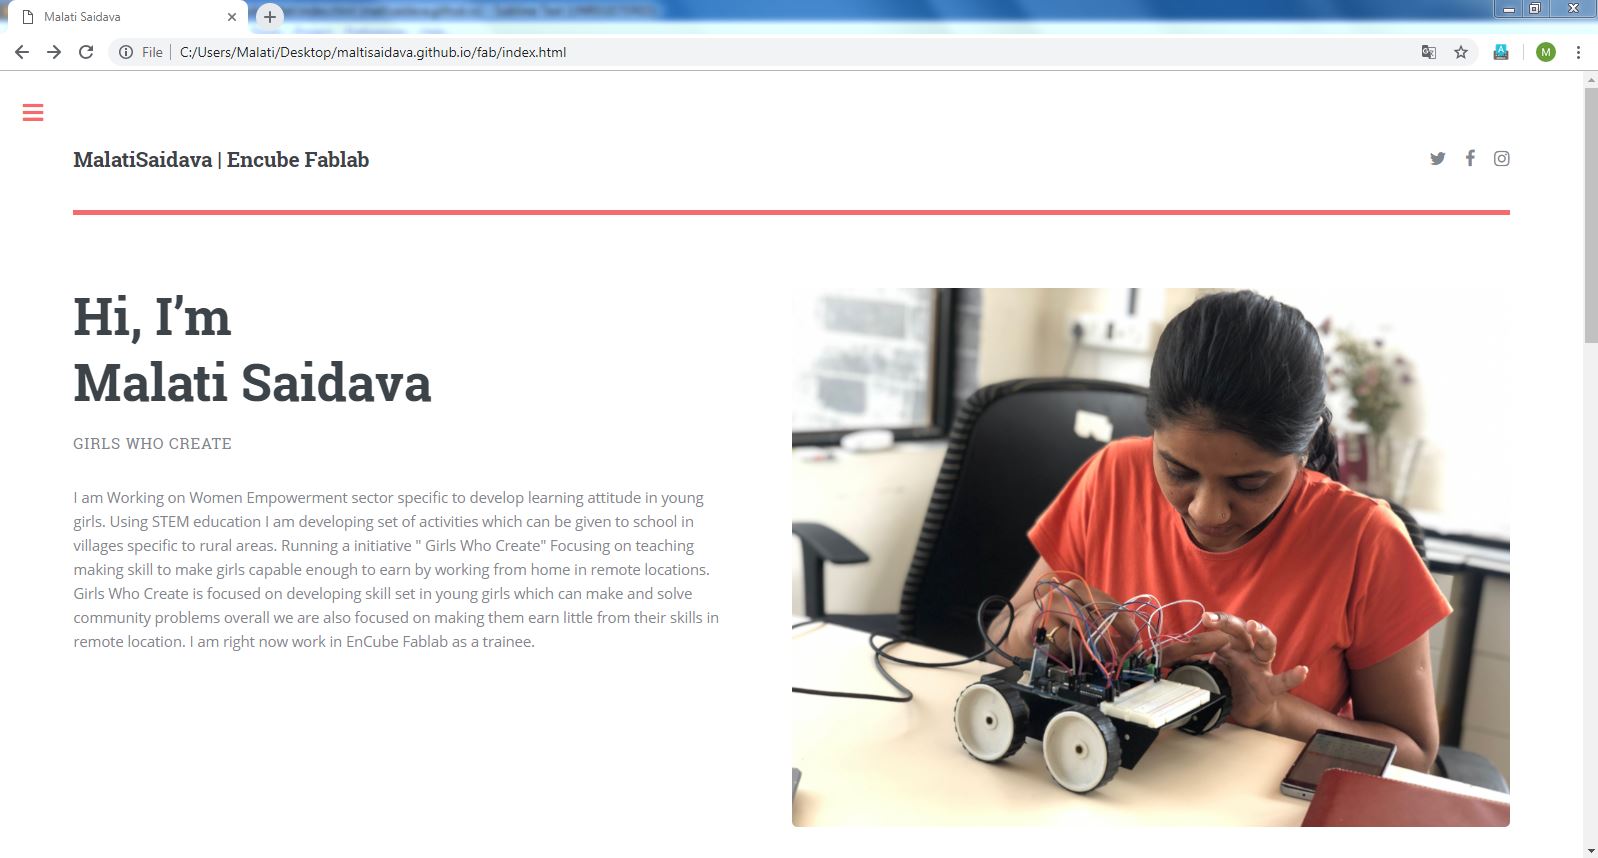 Malati Saidava
File
C:/Users/Malati/Desktop/maltisaidava.github.io/fab/index.html
M
MalatiSaidava | Encube Fablab
Hi, I’m
Malati Saidava
GIRLS WHO CREATE
I am Working on Women Empowerment sector specific to develop learning attitude in young
girls. Using STEM education I am developing set of activities which can be given to school in
villages specific to rural areas. Running a initiative " Girls Who Create" Focusing on teaching
making skill to make girls capable enough to earn by working from home in remote locations.
Girls Who Create is focused on developing skill set in young girls which can make and solve
community problems overall we are also focused on making them earn little from their skills in
remote location. I am right now work in EnCube Fablab as a trainee.